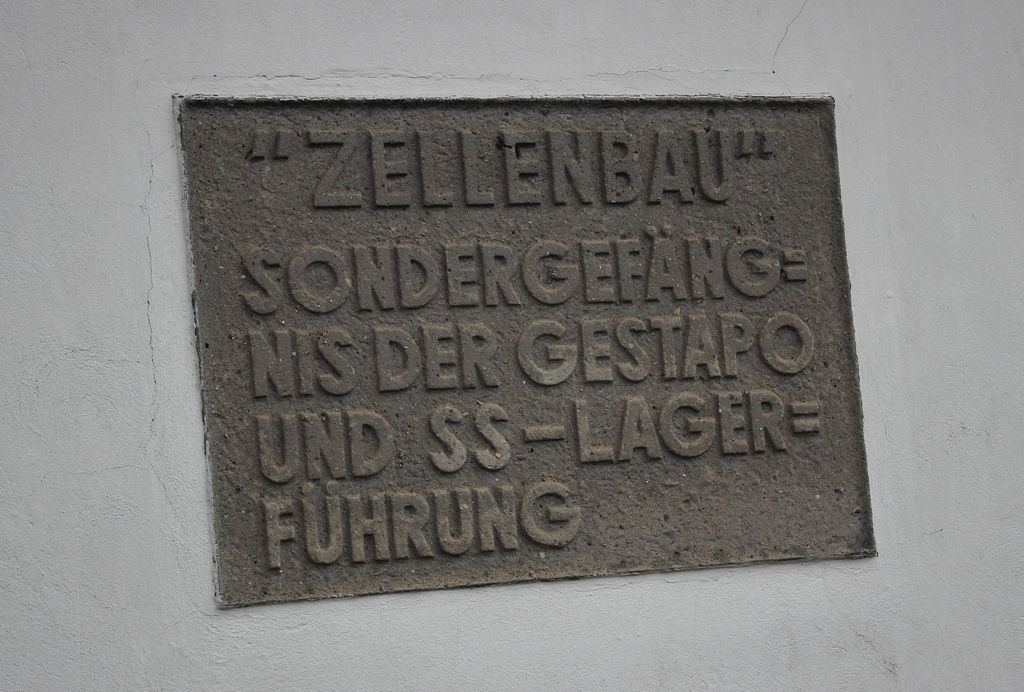 "ZELLENBAU"
SONDERGEFÄNG=
NIS DER GESTAPO
UND SS-LAGER=
FÜHRUNG